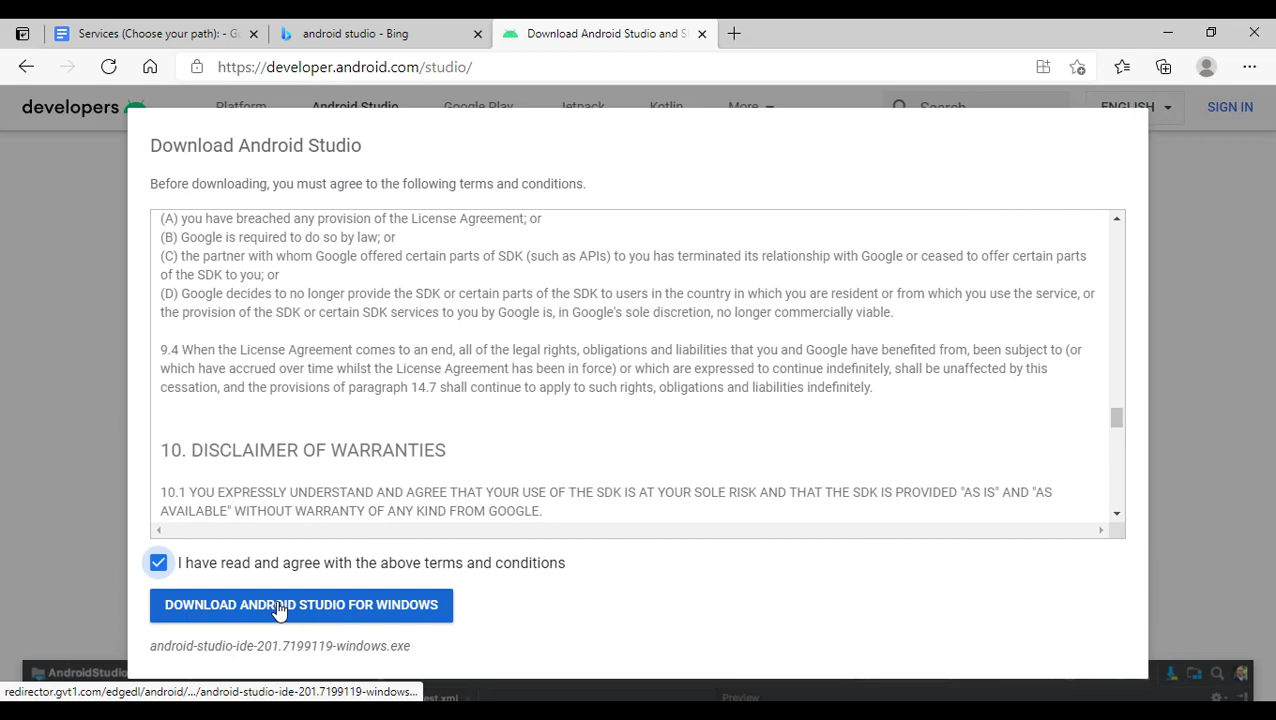 Services (Choose your path): - Go
android studio - Bing
Download Android Studio and S
https://developer.android.com/studio/
developers
Platform
Android Studio
Google Play
Jetpack
Kotlin
More
Search
ENGLISH
SIGN IN
Download Android Studio
Before downloading, you must agree to the following terms and conditions.
(A) you have breached any provision of the License Agreement; or
(B) Google is required to do so by law; or
(C) the partner with whom Google offered certain parts of SDK (such as APIs) to you has terminated its relationship with Google or ceased to offer certain parts
of the SDK to you; or
(D) Google decides to no longer provide the SDK or certain parts of the SDK to users in the country in which you are resident or from which you use the service, or
the provision of the SDK or certain SDK services to you by Google is, in Google's sole discretion, no longer commercially viable.
9.4 When the License Agreement comes to an end, all of the legal rights, obligations and liabilities that you and Google have benefited from, been subject to (or
which have accrued over time whilst the License Agreement has been in force) or which are expressed to continue indefinitely, shall be unaffected by this
cessation, and the provisions of paragraph 14.7 shall continue to apply to such rights, obligations and liabilities indefinitely.
10. DISCLAIMER OF WARRANTIES
10.1 YOU EXPRESSLY UNDERSTAND AND AGREE THAT YOUR USE OF THE SDK IS AT YOUR SOLE RISK AND THAT THE SDK IS PROVIDED "AS IS" AND "AS
AVAILABLE" WITHOUT WARRANTY OF ANY KIND FROM GOOGLE.
I have read and agree with the above terms and conditions
DOWNLOAD ANDROID STUDIO FOR WINDOWS
android-studio-ide-201.7199119-windows.exe
AndroidStudio
redirector.gvt1.com/edgedl/android/.../android-studio-ide-201.7199119-windows...
Preview